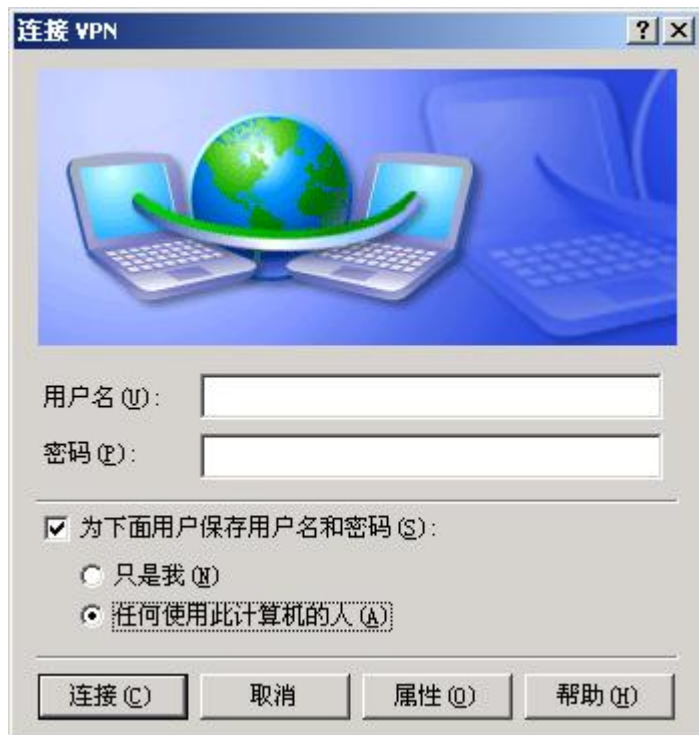 连接 VPN
用户名(U):
密码(P):
为下面用户保存用户名和密码(S):
只是我(N)
任何使用此计算机的人(A)
连接(C) 取消 属性(O) 帮助(H)